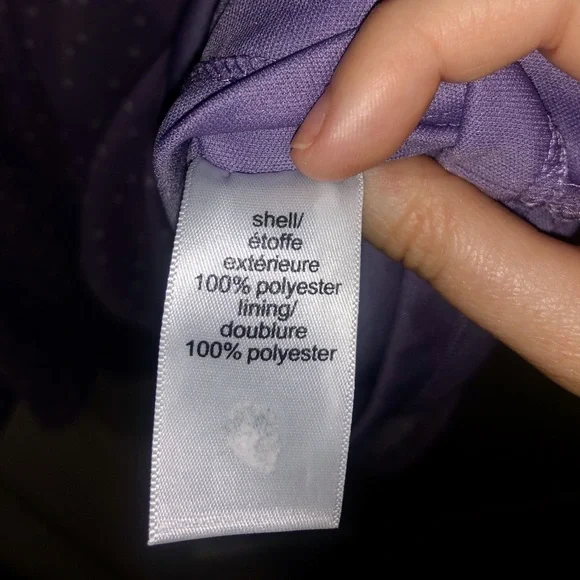 shell/
étoffe
extérieure
100% polyester
lining/
doublure
100% polyester